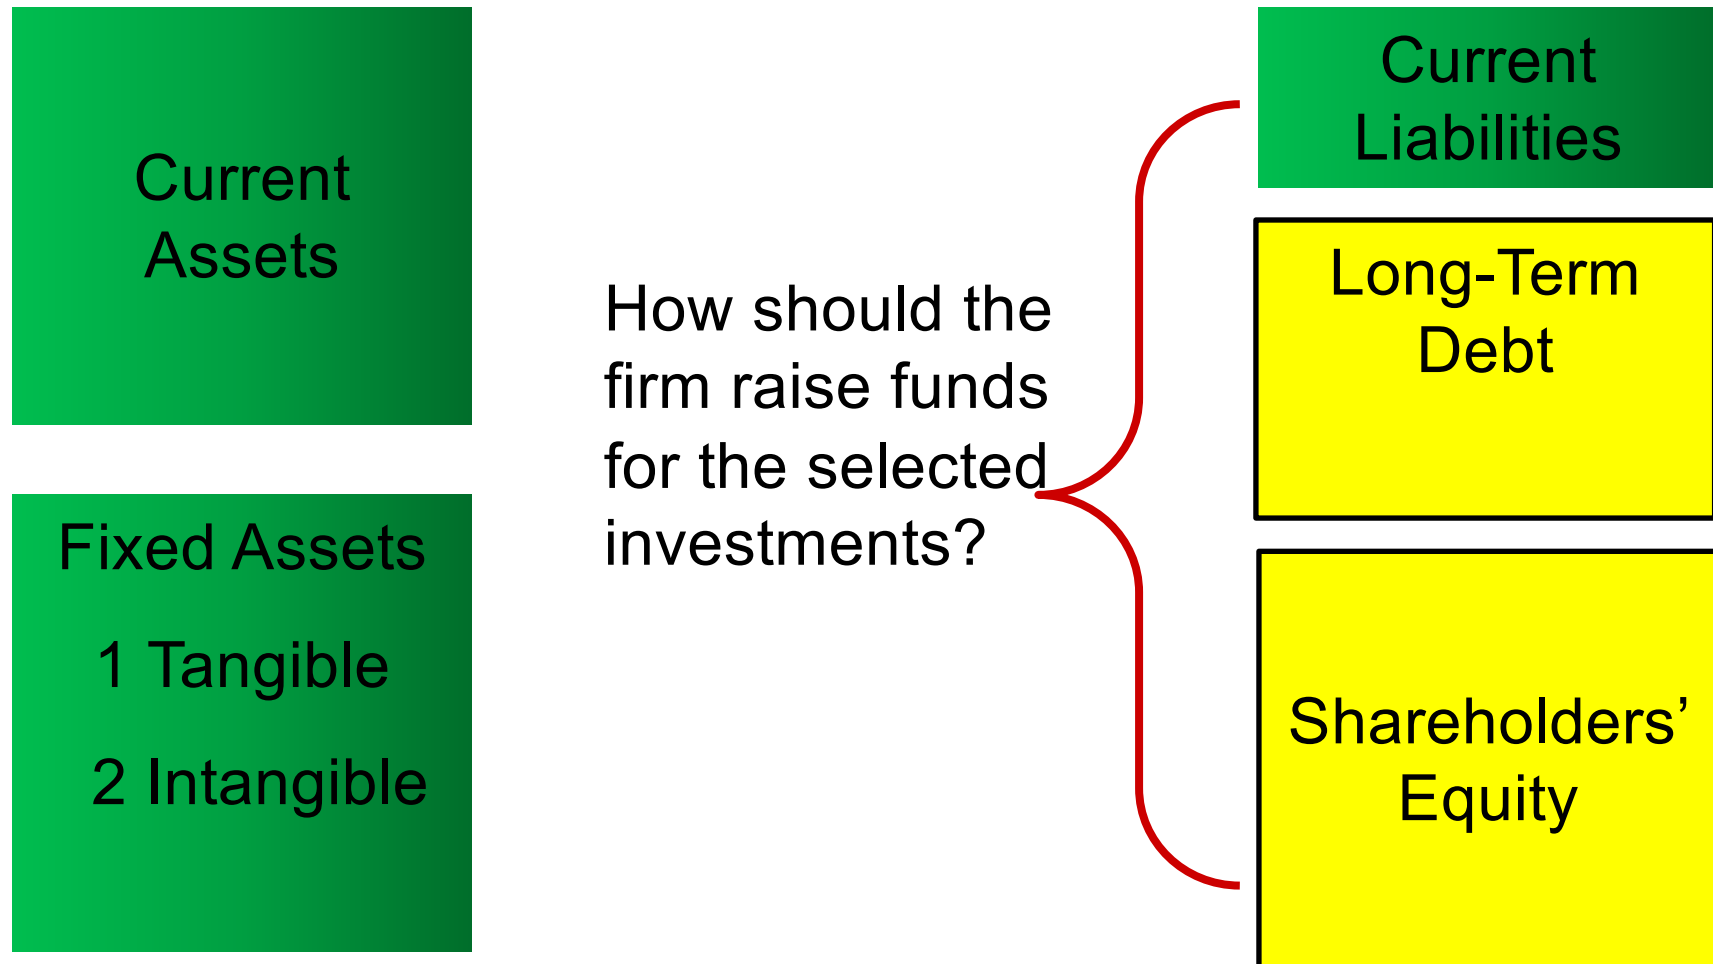 Current
Assets
Fixed Assets
1 Tangible
2 Intangible
How should the
firm raise funds
for the selected
investments?
Current
Liabilities
Long-Term
Debt
Shareholders’
Equity